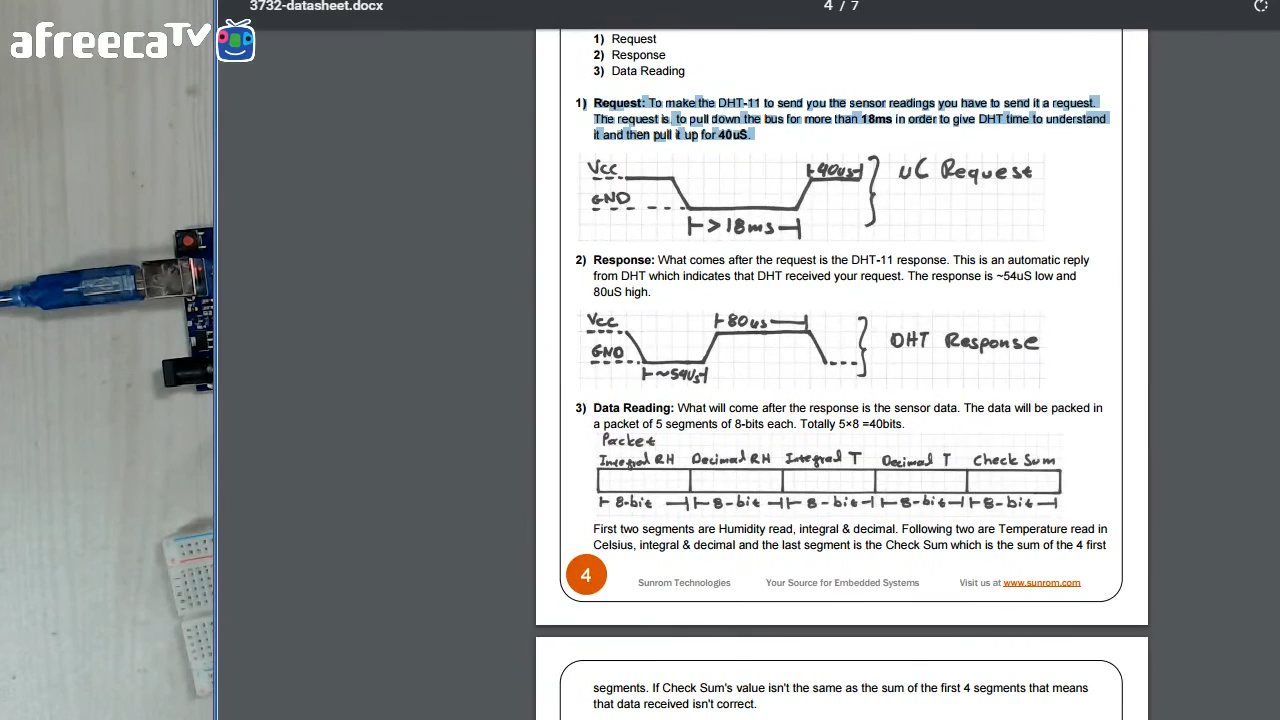 3732-datasheet.docx
4 / 7
afreecaTV
1) Request
2) Response
3) Data Reading
1) Request: To make the DHT-11 to send you the sensor readings you have to send it a request.
The request is, to pull down the bus for more than 18ms in order to give DHT time to understand
it and then pull it up for 40uS.
Vcc
GND
40us
>18ms
uC Request
2) Response: What comes after the request is the DHT-11 response. This is an automatic reply
from DHT which indicates that DHT received your request. The response is ~54uS low and
80uS high.
Vcc
GND
80us
~54us
DHT Response
3) Data Reading: What will come after the response is the sensor data. The data will be packed in
a packet of 5 segments of 8-bits each. Totally 5×8 =40bits.
Packet
Integral RH Decimal RH Integral T Decimal T Check Sum
8-bit 8-bit 8-bit 8-bit 8-bit
First two segments are Humidity read, integral & decimal. Following two are Temperature read in
Celsius, integral & decimal and the last segment is the Check Sum which is the sum of the 4 first
4
Sunrom Technologies Your Source for Embedded Systems Visit us at www.sunrom.com
segments. If Check Sum's value isn't the same as the sum of the first 4 segments that means
that data received isn't correct.